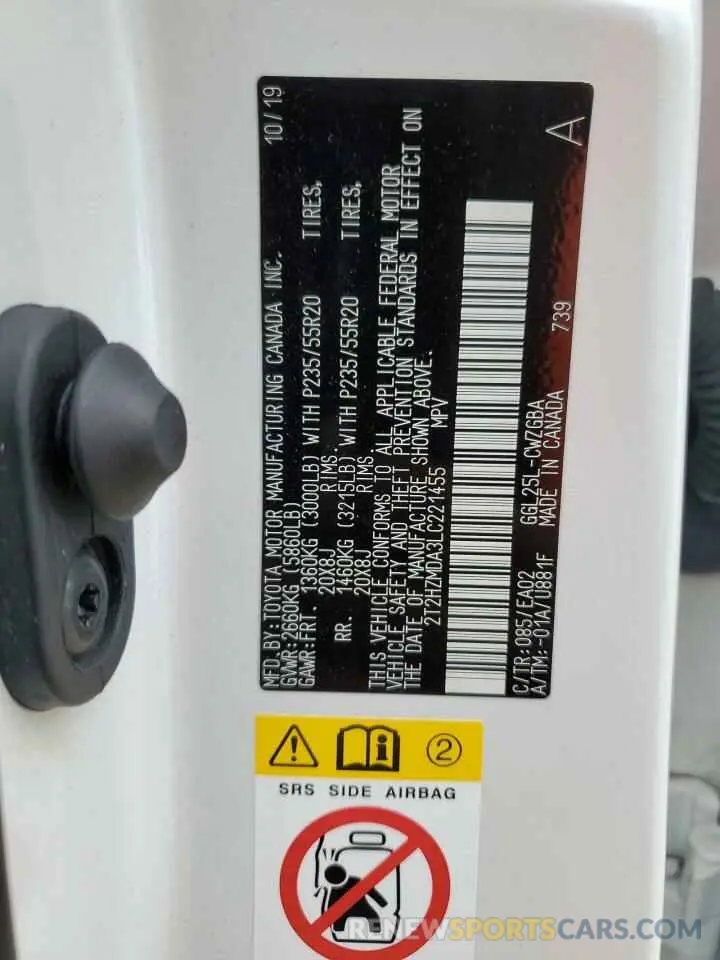 MFD.BY:TOYOTA MOTOR MANUFACTURING CANADA INC. 10/19
GVWR:2660KG (5860LB)
GAWR:FRT. 1360KG (3000LB) WITH P235/55R20 TIRES,
20X8J RIMS.
RR. 1460KG (3215LB) WITH P235/55R20 TIRES,
20X8J RIMS.
THIS VEHICLE CONFORMS TO ALL APPLICABLE FEDERAL MOTOR
VEHICLE SAFETY AND THEFT PREVENTION STANDARDS IN EFFECT ON
THE DATE OF MANUFACTURE SHOWN ABOVE.
2T2HZMDA3LC221455 MPV
C/TR:085/EA02 GGL25L-CWZGBA
A/TM:-01A/U881F MADE IN CANADA 739 A
2
SRS SIDE AIRBAG
RENEWSPORTSCARS.COM